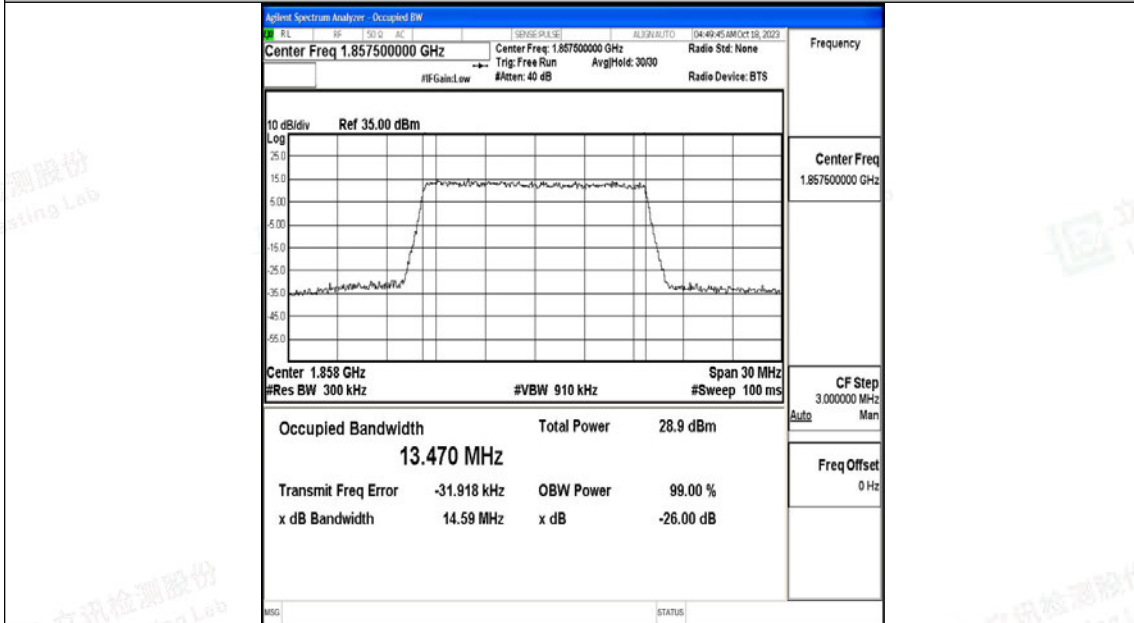 Agilent Spectrum Analyzer - Occupied BW
RL RF 50 Ω AC SENSE:PULSE ALIGNAUTO 04:49:45 AM Oct 18, 2023
Center Freq 1.857500000 GHz
Center Freq: 1.857500000 GHz
Radio Std: None
Trig: Free Run Avg|Hold: 30/30
#IFGain:Low
#Atten: 40 dB
Radio Device: BTS
Frequency
10 dB/div Ref 35.00 dBm
Log
25.0
15.0
5.00
-5.00
-15.0
-25.0
-35.0
-45.0
-55.0
Center 1.858 GHz
Span 30 MHz
#Res BW 300 kHz
#VBW 910 kHz
#Sweep 100 ms
Center Freq
1.857500000 GHz
CF Step
3.000000 MHz
Auto Man
Freq Offset
0 Hz
Occupied Bandwidth
Total Power 28.9 dBm
13.470 MHz
Transmit Freq Error -31.918 kHz
OBW Power 99.00 %
x dB Bandwidth 14.59 MHz
x dB -26.00 dB
MSG
STATUS
检测股份